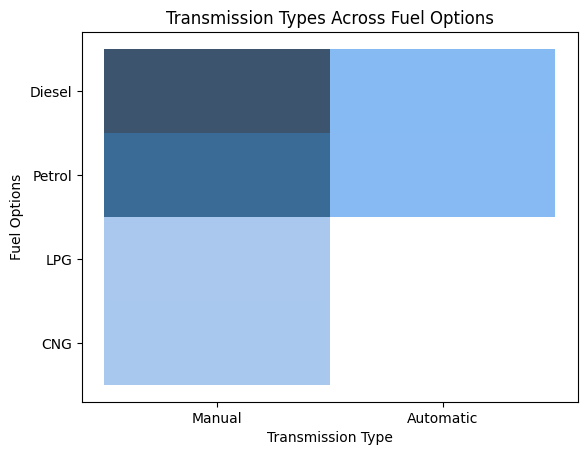 Transmission Types Across Fuel Options
Diesel
Petrol
LPG
CNG
Fuel Options
Manual Automatic
Transmission Type